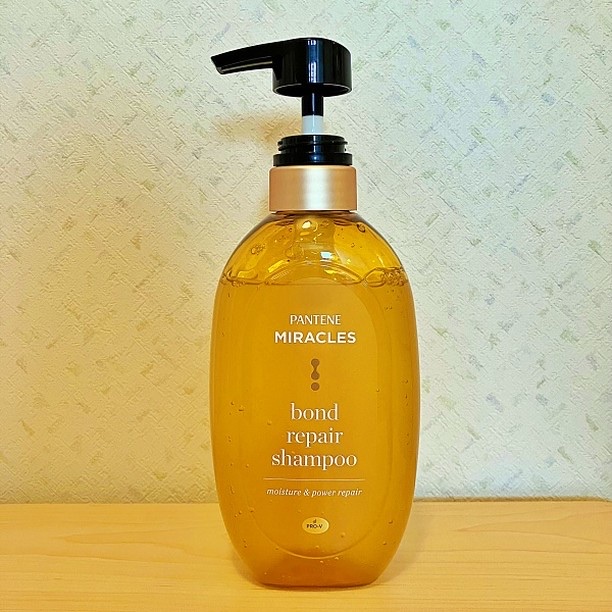 PANTENE
MIRACLES
bond
repair
shampoo
moisture & power repair
PRO-V